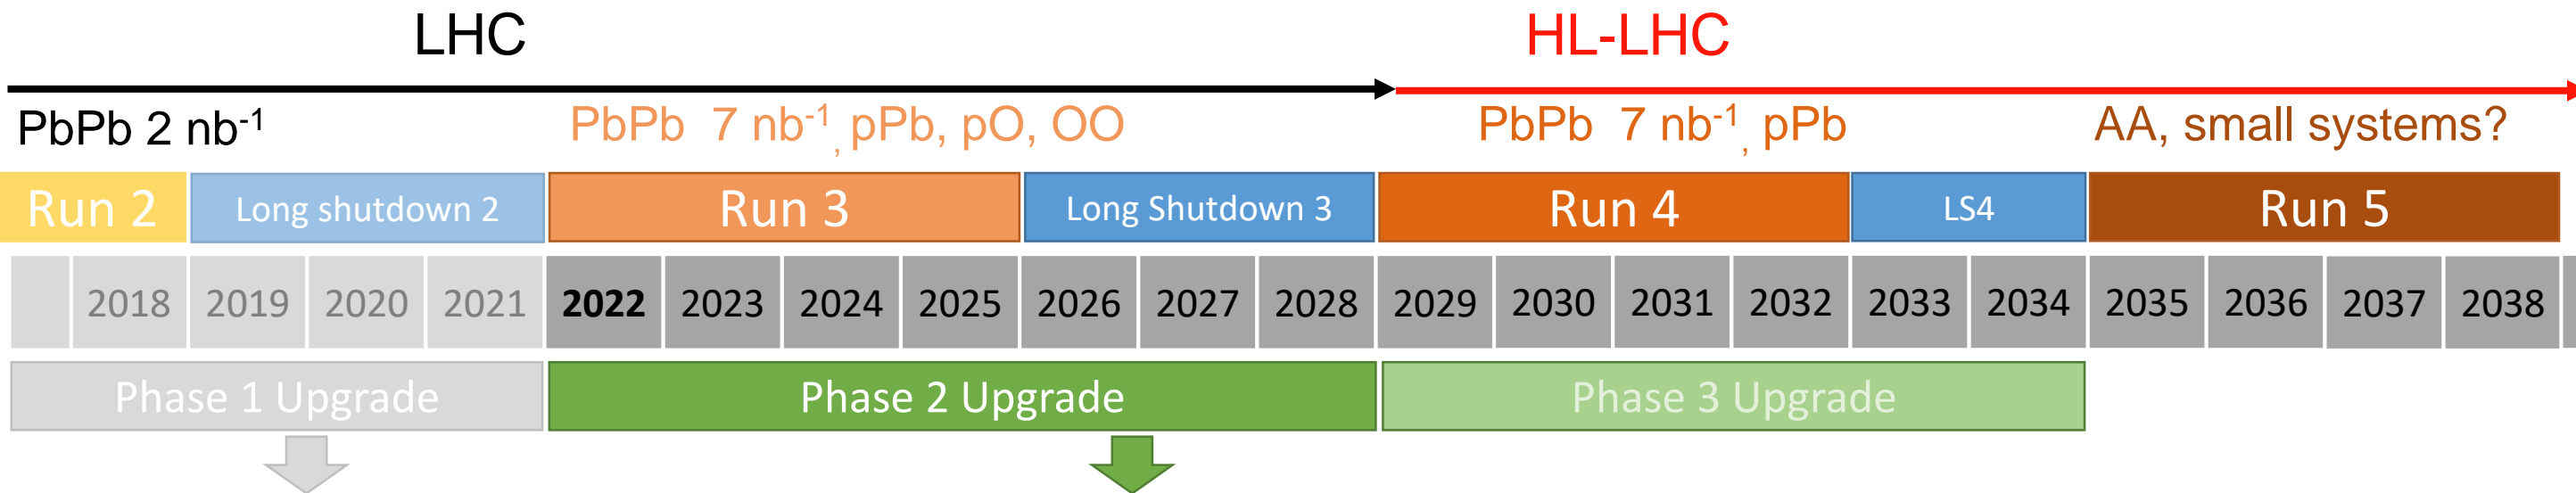 LHC HL-LHC
PbPb 2 nb-1 PbPb 7 nb-1, pPb, pO, OO PbPb 7 nb-1, pPb AA, small systems?
Run 2 Long shutdown 2 Run 3 Long Shutdown 3 Run 4 LS4 Run 5
2018 2019 2020 2021 2022 2023 2024 2025 2026 2027 2028 2029 2030 2031 2032 2033 2034 2035 2036 2037 2038
Phase 1 Upgrade Phase 2 Upgrade Phase 3 Upgrade